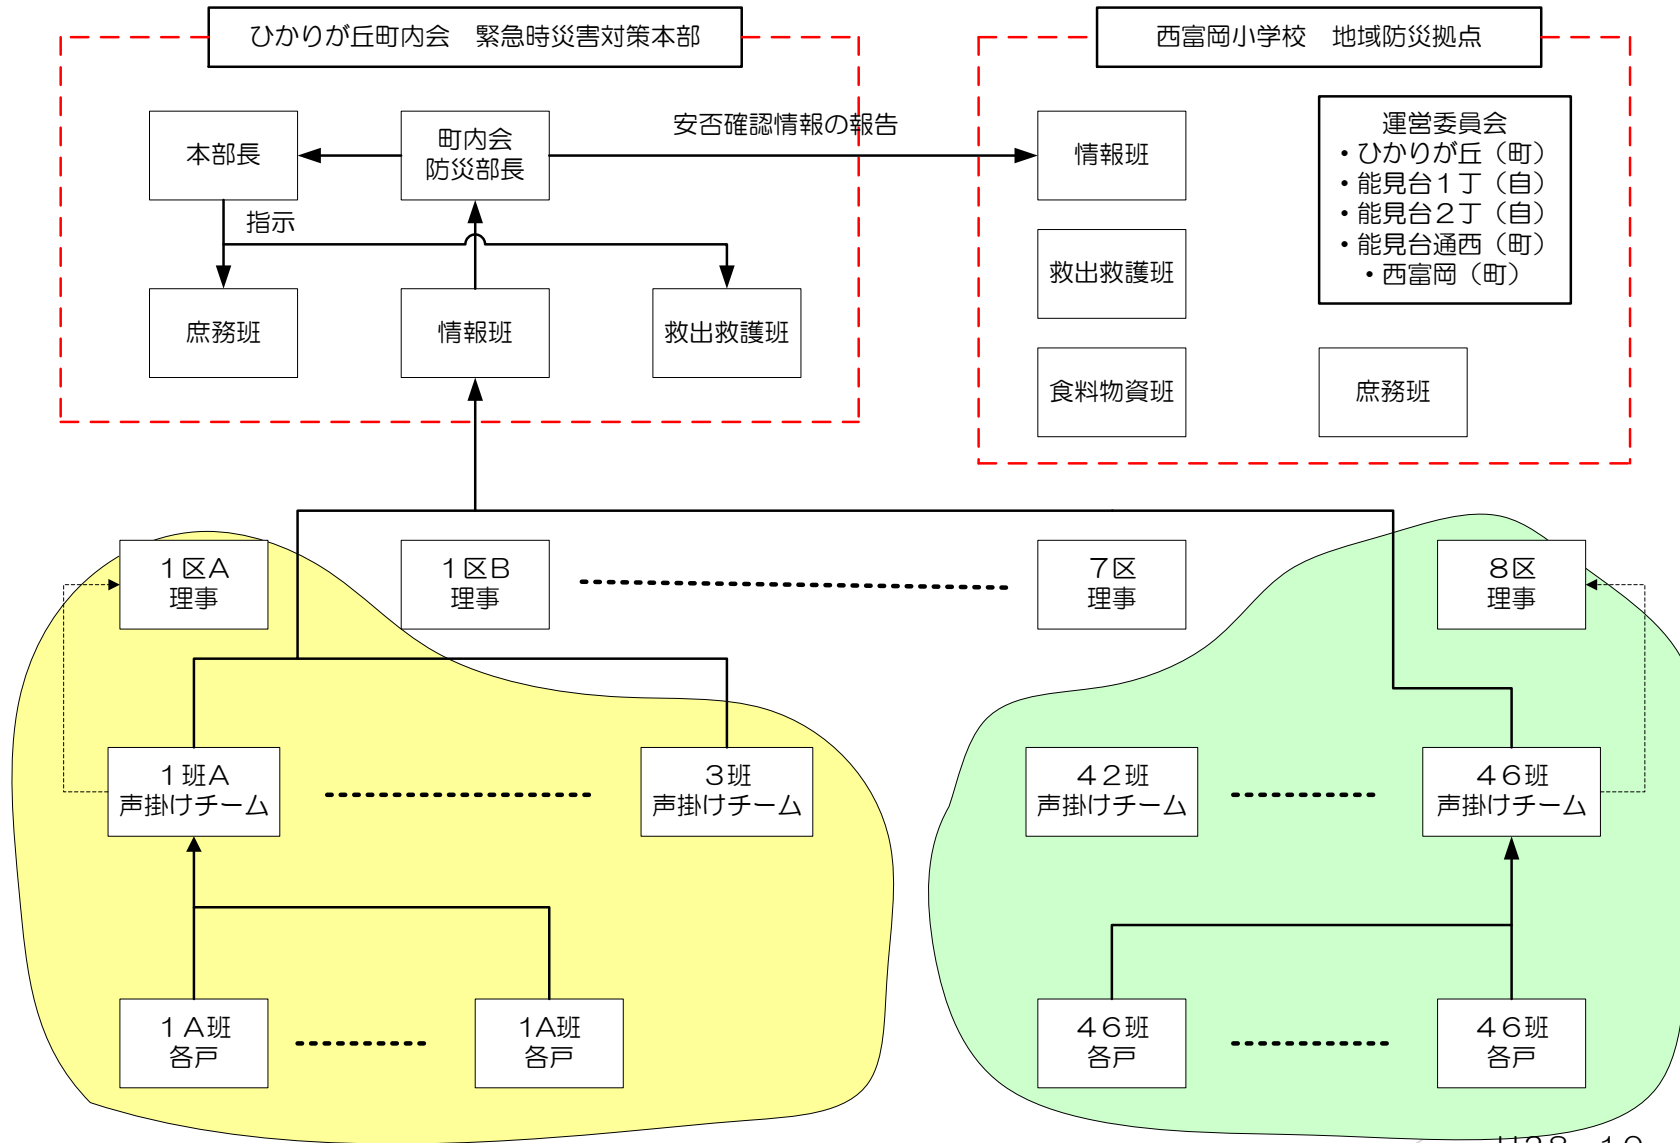 ひかりが丘町内会　緊急時災害対策本部
西富岡小学校　地域防災拠点
本部長
町内会
防災部長
安否確認情報の報告
情報班
運営委員会
・ひかりが丘（町）
・能見台１丁（自）
・能見台２丁（自）
・能見台通西（町）
・西富岡（町）
指示
救出救護班
庶務班
情報班
救出救護班
食料物資班
庶務班
１区A
理事
１区B
理事
７区
理事
８区
理事
１班A
声掛けチーム
３班
声掛けチーム
４２班
声掛けチーム
４６班
声掛けチーム
１A班
各戸
１A班
各戸
４６班
各戸
４６班
各戸